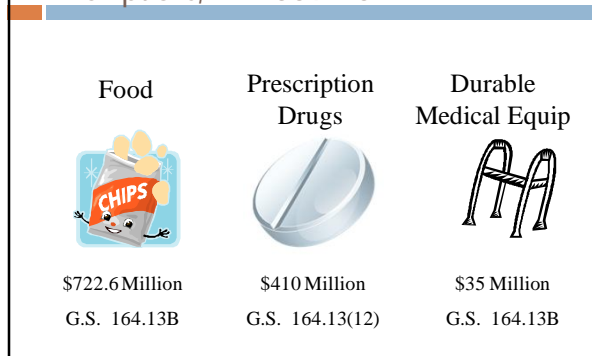 Food
Prescription
Drugs
Durable
Medical Equip
CHIPS
$722.6 Million
$410 Million
$35 Million
G.S. 164.13B
G.S. 164.13(12)
G.S. 164.13B